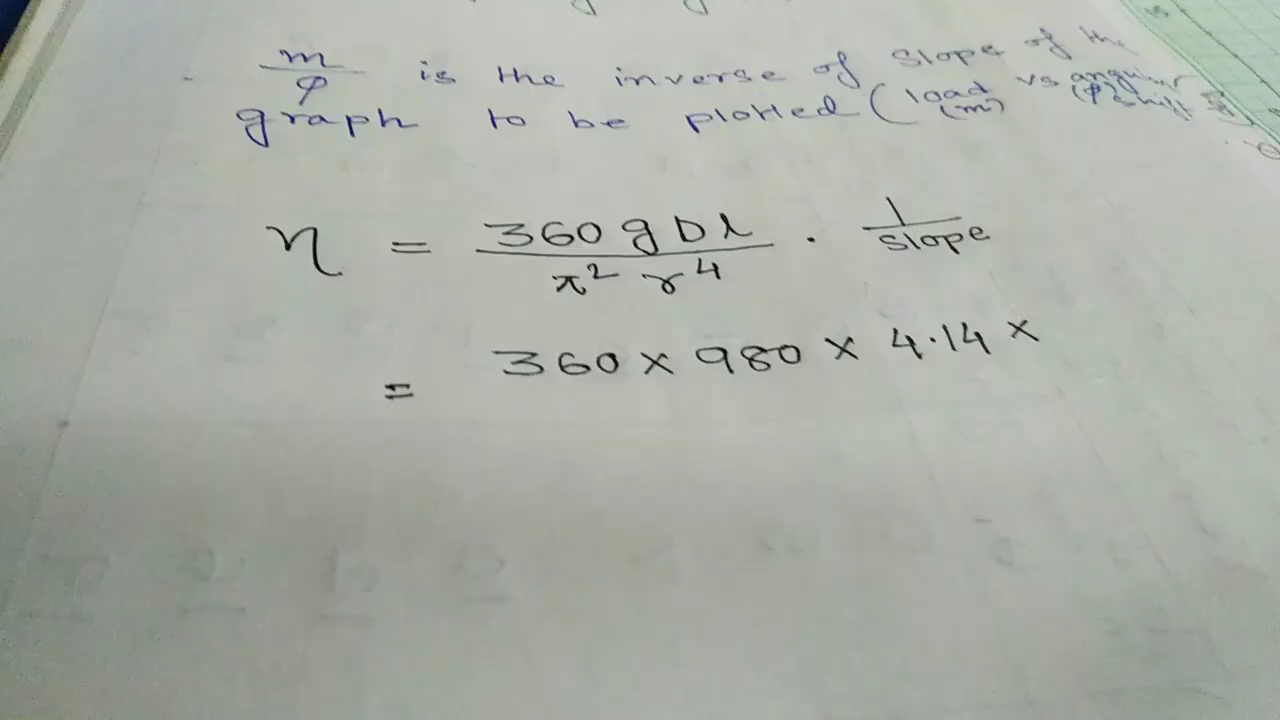 m/φ is the inverse of slope of the
graph to be plotted (load (m) vs angular shift (φ)
η = 360 g D l / π² r⁴ . 1/slope
= 360 × 980 × 4.14 ×